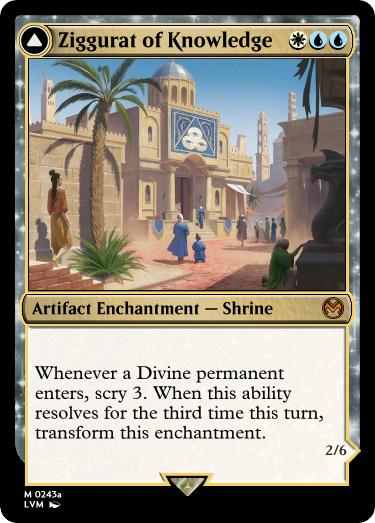 Ziggurat of Knowledge
Artifact Enchantment — Shrine
Whenever a Divine permanent
enters, scry 3. When this ability
resolves for the third time this turn,
transform this enchantment.
2/6
M 0243a
LVM